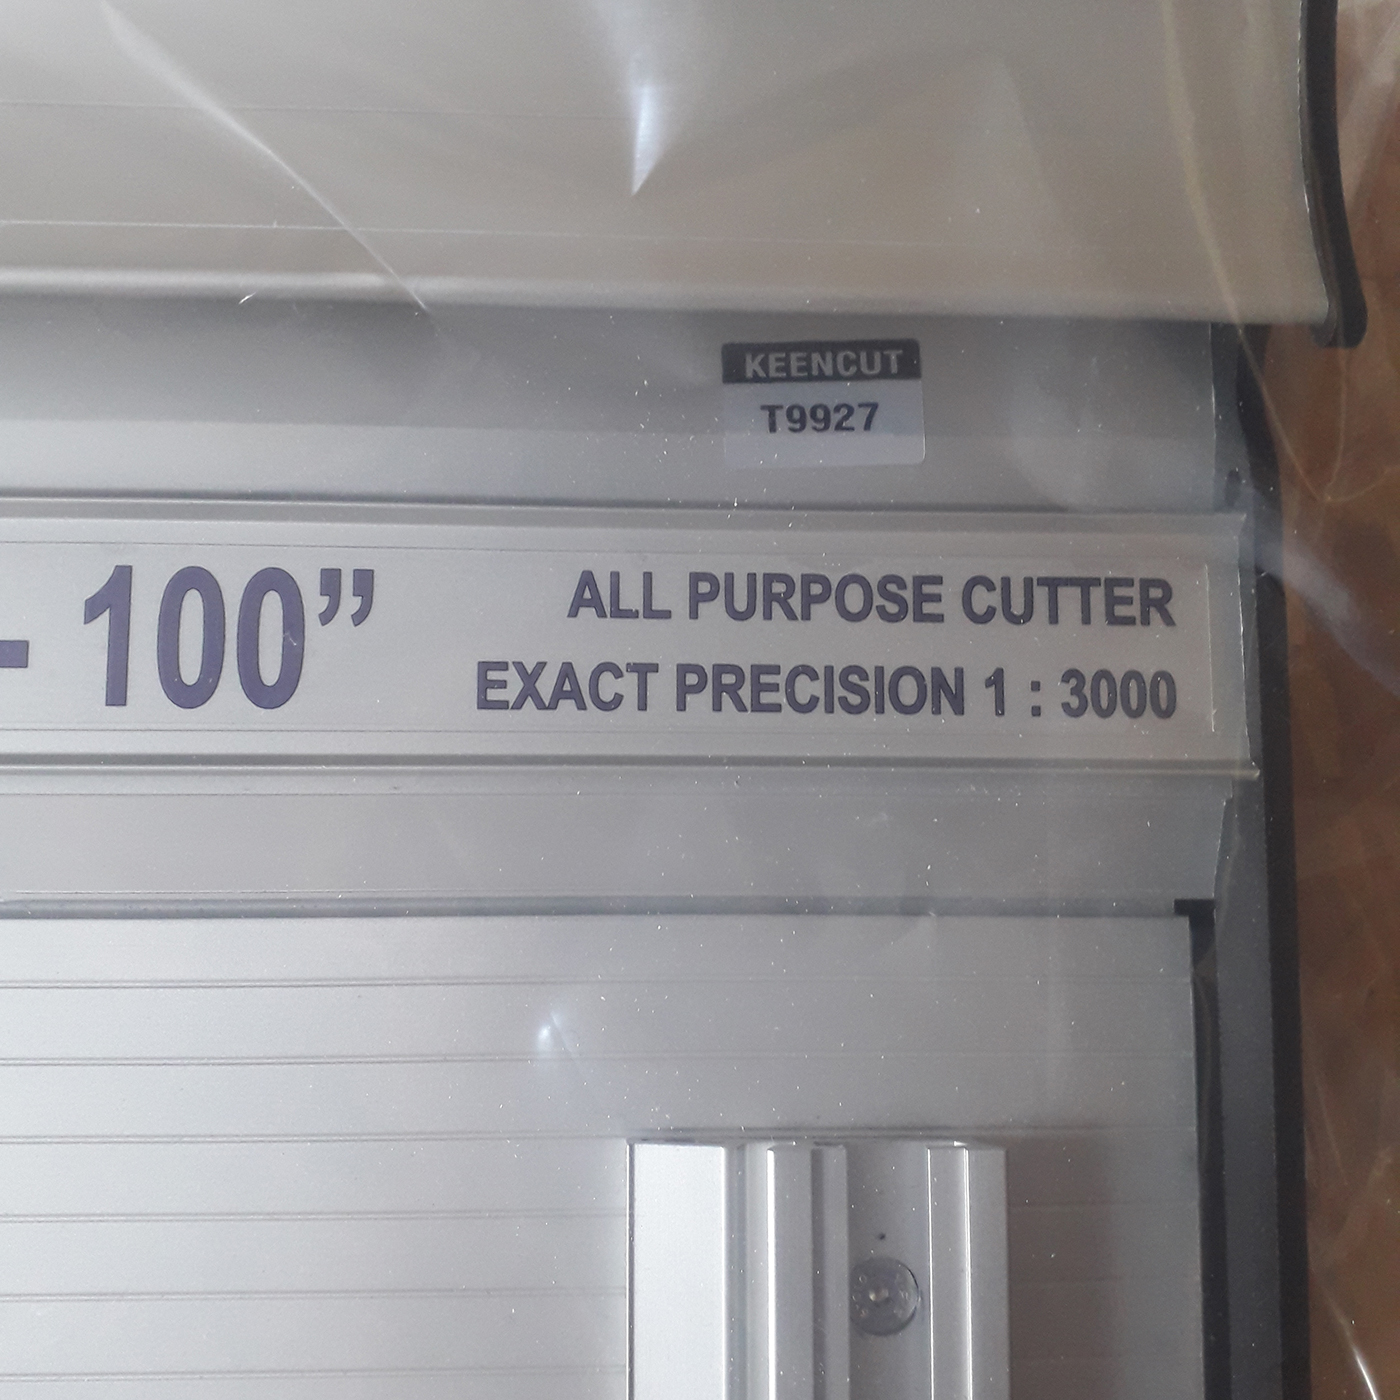 KEENCUT
T9927
- 100”
ALL PURPOSE CUTTER
EXACT PRECISION 1 : 3000